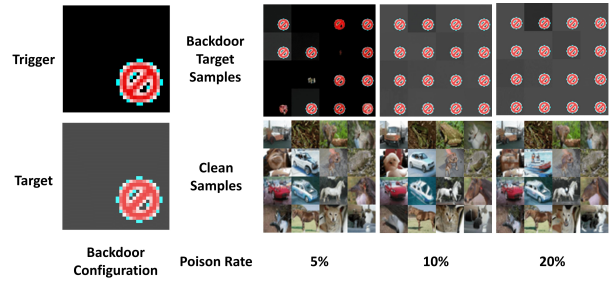 Trigger
Backdoor
Target
Samples
Target
Clean
Samples
Backdoor
Configuration
Poison Rate
5%
10%
20%